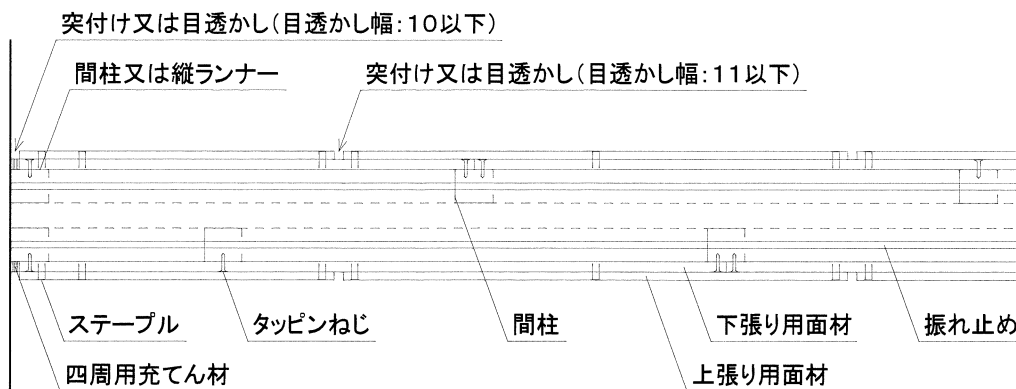 突付け又は目透かし(目透かし幅:10以下)
間柱又は縦ランナー
突付け又は目透かし(目透かし幅:11以下)
ステープル
タッピンねじ
間柱
下張り用面材
振れ止め
四周用充てん材
上張り用面材